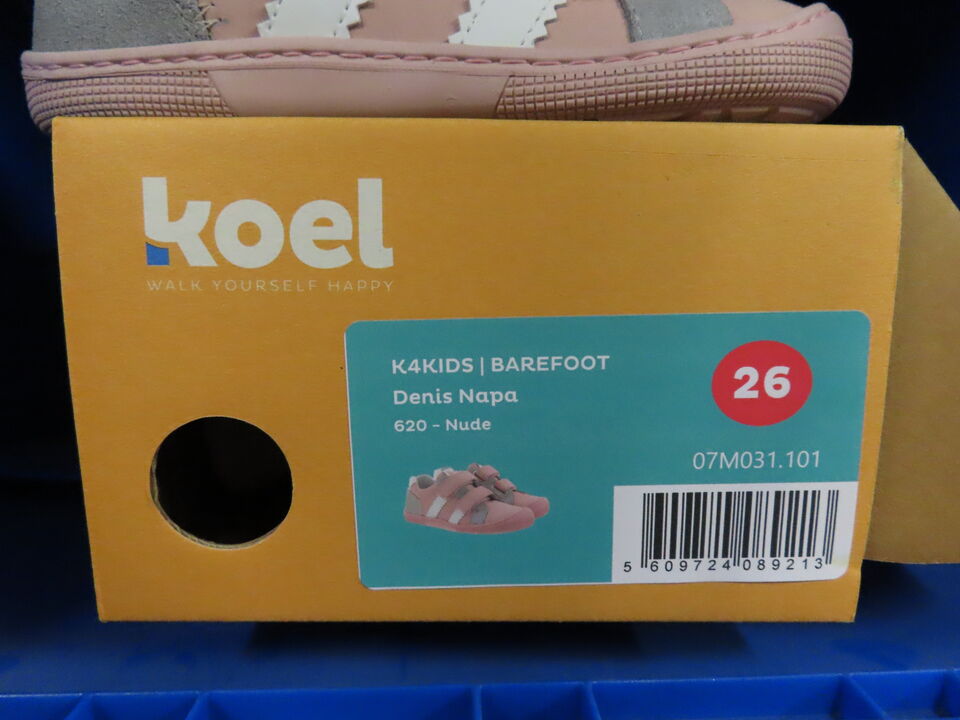 koel
WALK YOURSELF HAPPY
K4KIDS | BAREFOOT
Denis Napa
620 - Nude
26
07M031.101
5 609724 089213